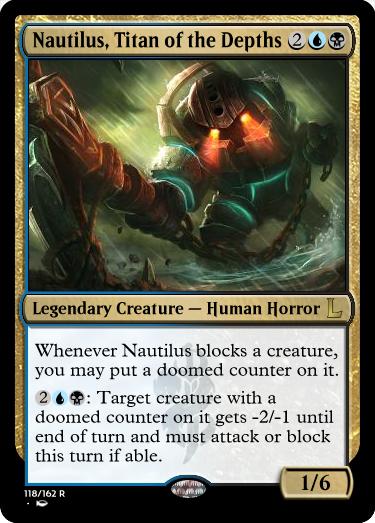 Nautilus, Titan of the Depths 2
Legendary Creature — Human Horror L
Whenever Nautilus blocks a creature,
you may put a doomed counter on it.
2 : Target creature with a
doomed counter on it gets -2/-1 until
end of turn and must attack or block
this turn if able.
1/6
118/162 R